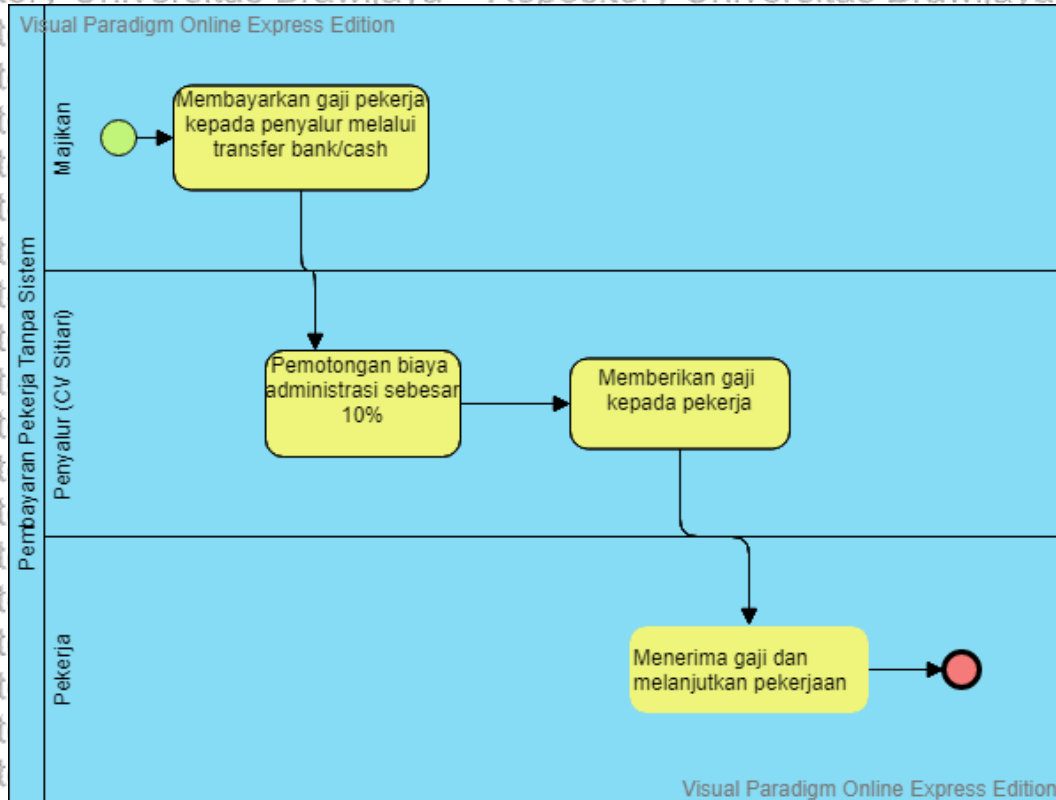 Visual Paradigm Online Express Edition
Pembayaran Pekerja Tanpa Sistem
Majikan
Membayarkan gaji pekerja
kepada penyalur melalui
transfer bank/cash
Penyalur (CV Sitiari)
Pemotongan biaya
administrasi sebesar
10%
Memberikan gaji
kepada pekerja
Pekerja
Menerima gaji dan
melanjutkan pekerjaan
Visual Paradigm Online Express Edition